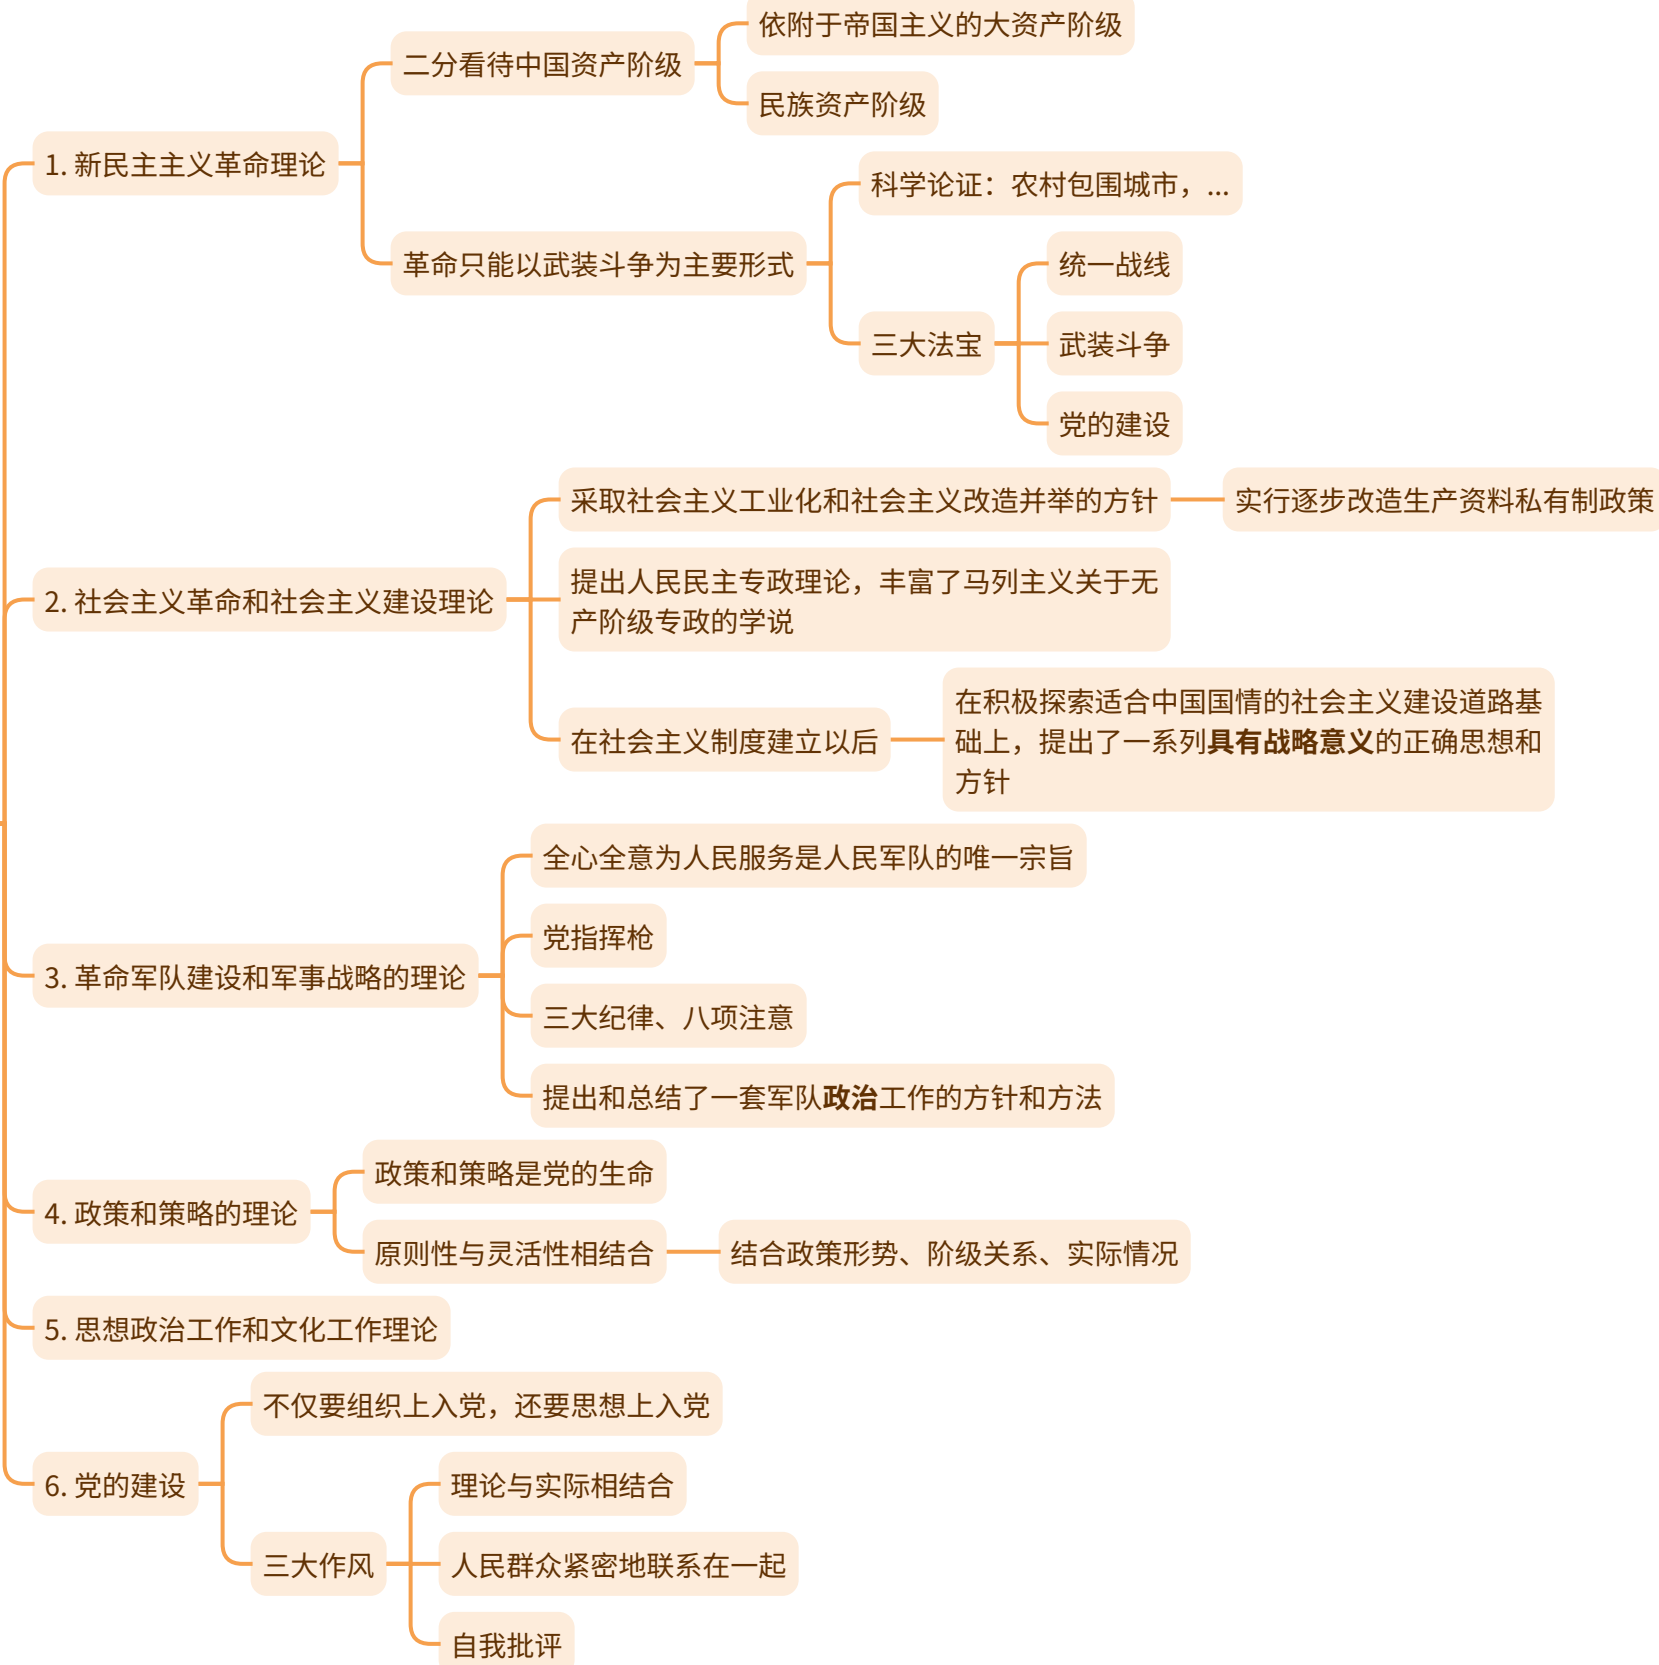 依附于帝国主义的大资产阶级
二分看待中国资产阶级
民族资产阶级
1. 新民主主义革命理论
科学论证：农村包围城市，...
革命只能以武装斗争为主要形式
统一战线
三大法宝
武装斗争
党的建设
采取社会主义工业化和社会主义改造并举的方针
实行逐步改造生产资料私有制政策
2. 社会主义革命和社会主义建设理论
提出人民民主专政理论，丰富了马列主义关于无
产阶级专政的学说
在社会主义制度建立以后
在积极探索适合中国国情的社会主义建设道路基
础上，提出了一系列具有战略意义的正确思想和
方针
全心全意为人民服务是人民军队的唯一宗旨
党指挥枪
3. 革命军队建设和军事战略的理论
三大纪律、八项注意
提出和总结了一套军队政治工作的方针和方法
政策和策略是党的生命
4. 政策和策略的理论
原则性与灵活性相结合
结合政策形势、阶级关系、实际情况
5. 思想政治工作和文化工作理论
不仅要组织上入党，还要思想上入党
6. 党的建设
理论与实际相结合
三大作风
人民群众紧密地联系在一起
自我批评